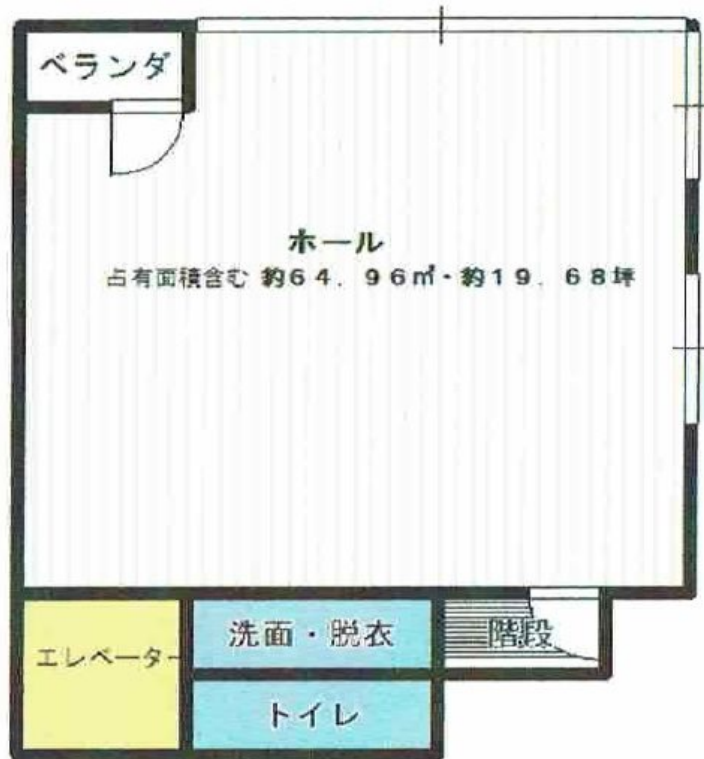 ベランダ
ホール
占有面積含む 約64.96㎡・約19.68坪
洗面・脱衣
階段
エレベーター
トイレ